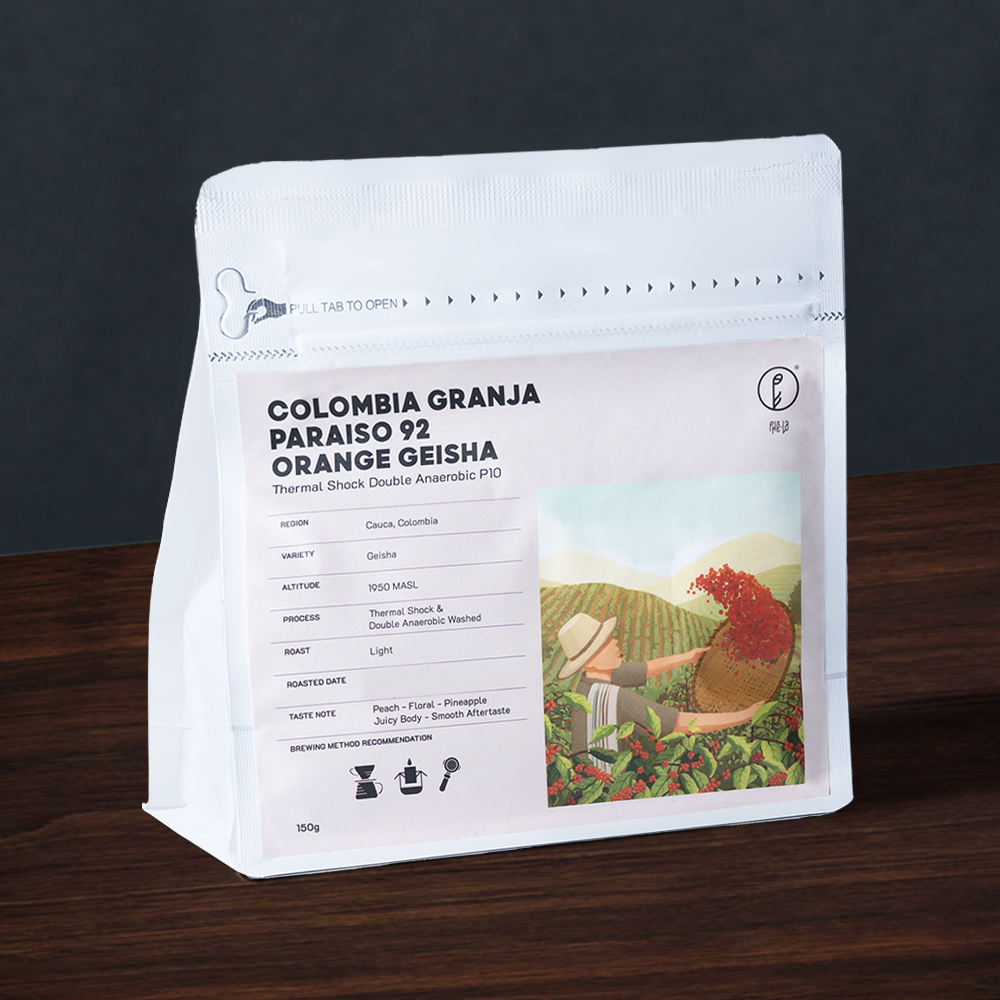 PULL TAB TO OPEN
COLOMBIA GRANJA
PARAISO 92
ORANGE GEISHA
Thermal Shock Double Anaerobic P10
®
PHE-LA
REGION Cauca, Colombia
VARIETY Geisha
ALTITUDE 1950 MASL
PROCESS Thermal Shock &
Double Anaerobic Washed
ROAST Light
ROASTED DATE
TASTE NOTE Peach - Floral - Pineapple
Juicy Body - Smooth Aftertaste
BREWING METHOD RECOMMENDATION
150g